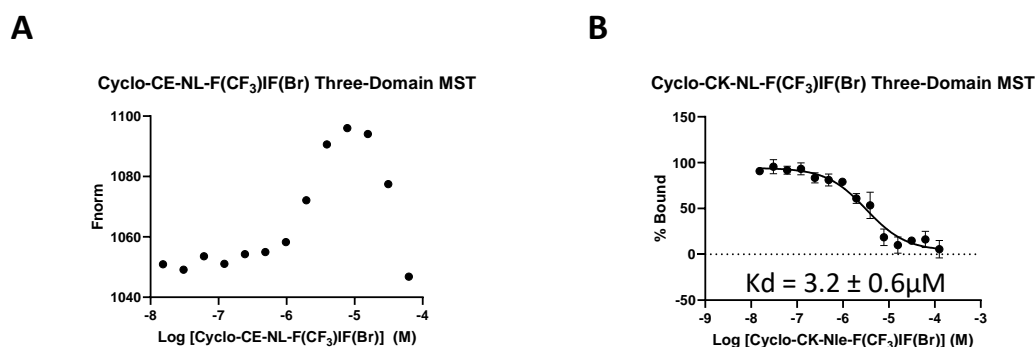 A
B
Cyclo-CE-NL-F(CF₃)IF(Br) Three-Domain MST
Fnorm
1100
1080
1060
1040
-8
-7
-6
-5
-4
Log [Cyclo-CE-NL-F(CF₃)IF(Br)] (M)
Cyclo-CK-NL-F(CF₃)IF(Br) Three-Domain MST
% Bound
150
100
50
0
-50
Kd = 3.2 ± 0.6µM
-9
-8
-7
-6
-5
-4
-3
Log [Cyclo-CK-Nle-F(CF₃)IF(Br)] (M)